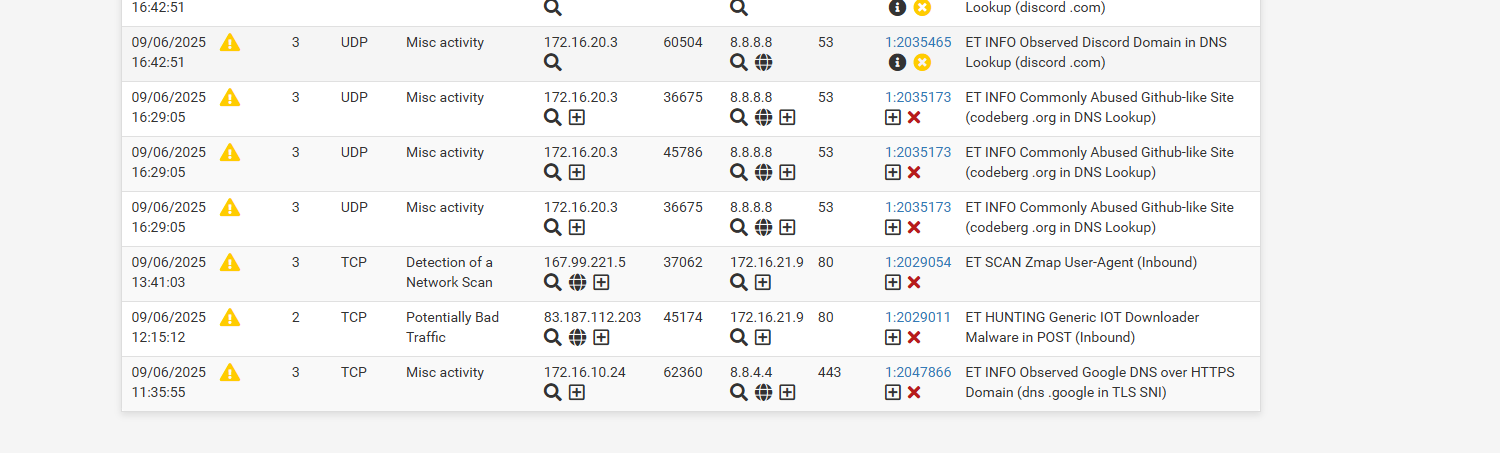 16:42:51 Lookup (discord .com)
09/06/2025 3 UDP Misc activity 172.16.20.3 60504 8.8.8.8 53 1:2035465 ET INFO Observed Discord Domain in DNS
16:42:51 Lookup (discord .com)
09/06/2025 3 UDP Misc activity 172.16.20.3 36675 8.8.8.8 53 1:2035173 ET INFO Commonly Abused Github-like Site
16:29:05 (codeberg .org in DNS Lookup)
09/06/2025 3 UDP Misc activity 172.16.20.3 45786 8.8.8.8 53 1:2035173 ET INFO Commonly Abused Github-like Site
16:29:05 (codeberg .org in DNS Lookup)
09/06/2025 3 UDP Misc activity 172.16.20.3 36675 8.8.8.8 53 1:2035173 ET INFO Commonly Abused Github-like Site
16:29:05 (codeberg .org in DNS Lookup)
09/06/2025 3 TCP Detection of a 167.99.221.5 37062 172.16.21.9 80 1:2029054 ET SCAN Zmap User-Agent (Inbound)
13:41:03 Network Scan
09/06/2025 2 TCP Potentially Bad 83.187.112.203 45174 172.16.21.9 80 1:2029011 ET HUNTING Generic IOT Downloader
12:15:12 Traffic Malware in POST (Inbound)
09/06/2025 3 TCP Misc activity 172.16.10.24 62360 8.8.4.4 443 1:2047866 ET INFO Observed Google DNS over HTTPS
11:35:55 Domain (dns .google in TLS SNI)